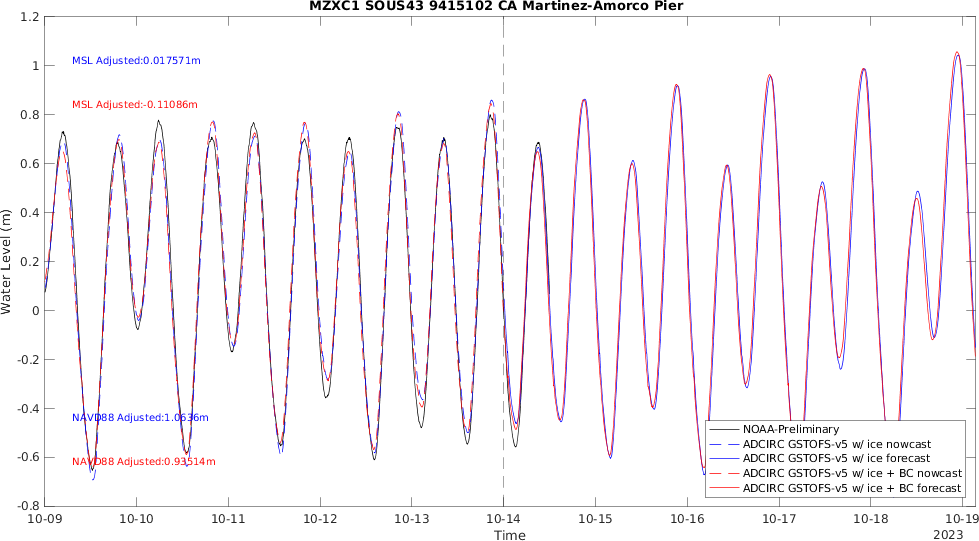 MZXC1 SOUS43 9415102 CA Martinez-Amorco Pier
1.2
1
0.8
0.6
0.4
0.2
0
-0.2
-0.4
-0.6
-0.8
Water Level (m)
MSL Adjusted:0.017571m
MSL Adjusted:-0.11086m
NAVD88 Adjusted:1.0636m
NAVD88 Adjusted:0.93514m
NOAA-Preliminary
ADCIRC GSTOFS-v5 w/ ice nowcast
ADCIRC GSTOFS-v5 w/ ice forecast
ADCIRC GSTOFS-v5 w/ ice + BC nowcast
ADCIRC GSTOFS-v5 w/ ice + BC forecast
10-09 10-10 10-11 10-12 10-13 10-14 10-15 10-16 10-17 10-18 10-19
Time
2023